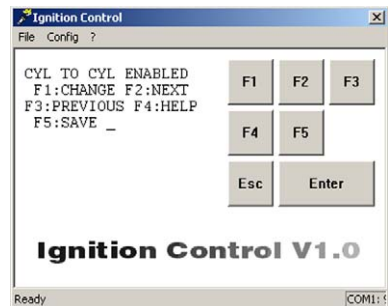 Ignition Control
File Config ?
CYL TO CYL ENABLED
F1:CHANGE F2:NEXT
F3:PREVIOUS F4:HELP
F5:SAVE _
F1 F2 F3
F4 F5
Esc Enter
Ignition Control V1.0
Ready COM1: